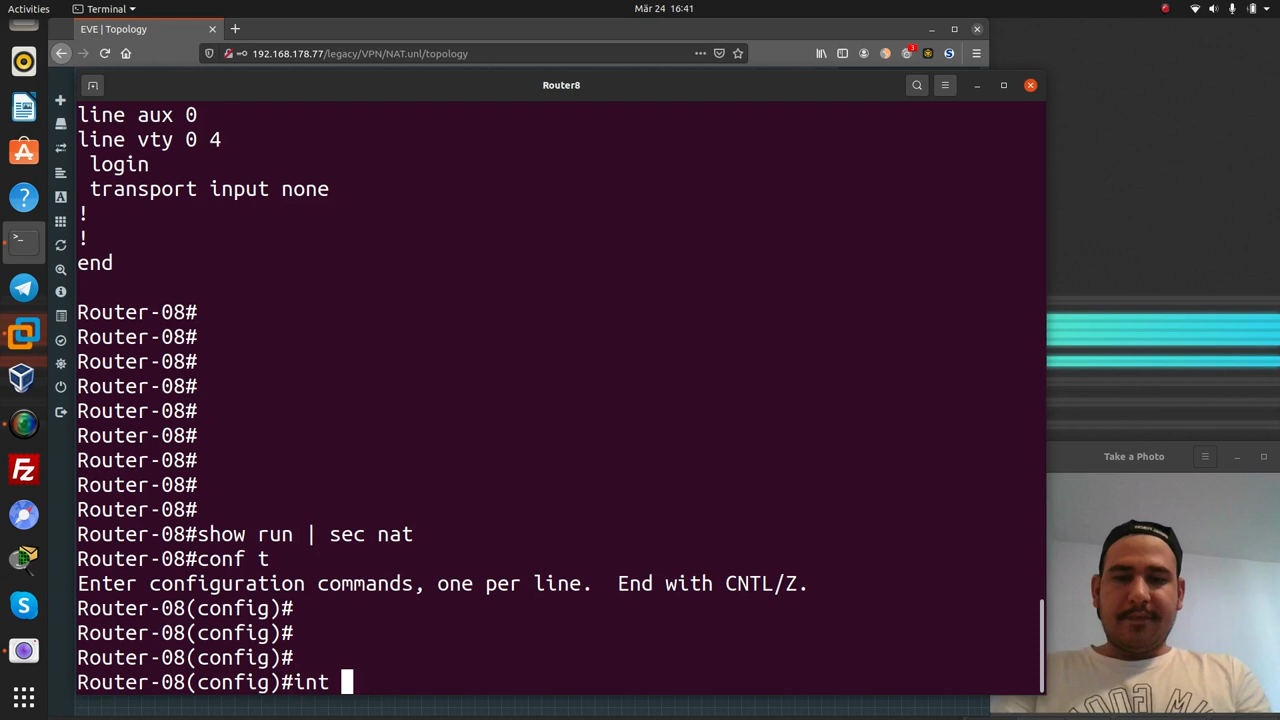 Activities
Terminal
Mär 24 16:41
EVE | Topology
192.168.178.77/legacy/VPN/NAT.unl/topology
3
Router8
line aux 0
line vty 0 4
login
transport input none
!
!
end
Router-08#
Router-08#
Router-08#
Router-08#
Router-08#
Router-08#
Router-08#
Router-08#
Router-08#
Router-08#show run | sec nat
Router-08#conf t
Enter configuration commands, one per line. End with CNTL/Z.
Router-08(config)#
Router-08(config)#
Router-08(config)#
Router-08(config)#int
Take a Photo